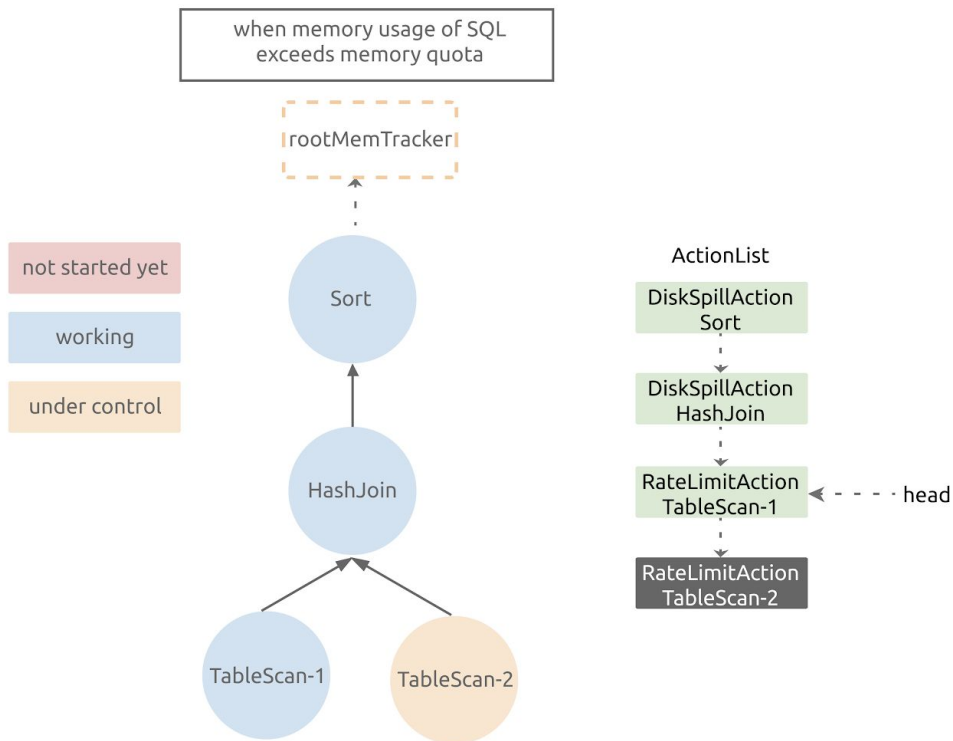 when memory usage of SQL
exceeds memory quota
rootMemTracker
not started yet
working
under control
Sort
HashJoin
TableScan-1
TableScan-2
ActionList
DiskSpillAction
Sort
DiskSpillAction
HashJoin
RateLimitAction
TableScan-1
head
RateLimitAction
TableScan-2